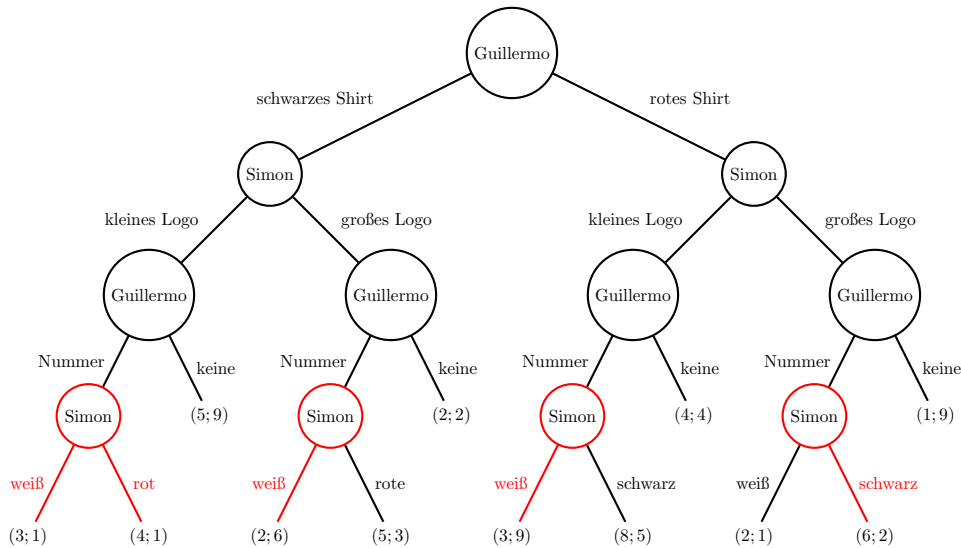 Guillermo
schwarzes Shirt
rotes Shirt
Simon
Simon
kleines Logo
großes Logo
kleines Logo
großes Logo
Guillermo
Guillermo
Guillermo
Guillermo
Nummer
keine
Nummer
keine
Nummer
keine
Nummer
keine
Simon
(5; 9)
Simon
(2; 2)
Simon
(4; 4)
Simon
(1; 9)
weiß
rot
weiß
rote
weiß
schwarz
weiß
schwarz
(3; 1)
(4; 1)
(2; 6)
(5; 3)
(3; 9)
(8; 5)
(2; 1)
(6; 2)